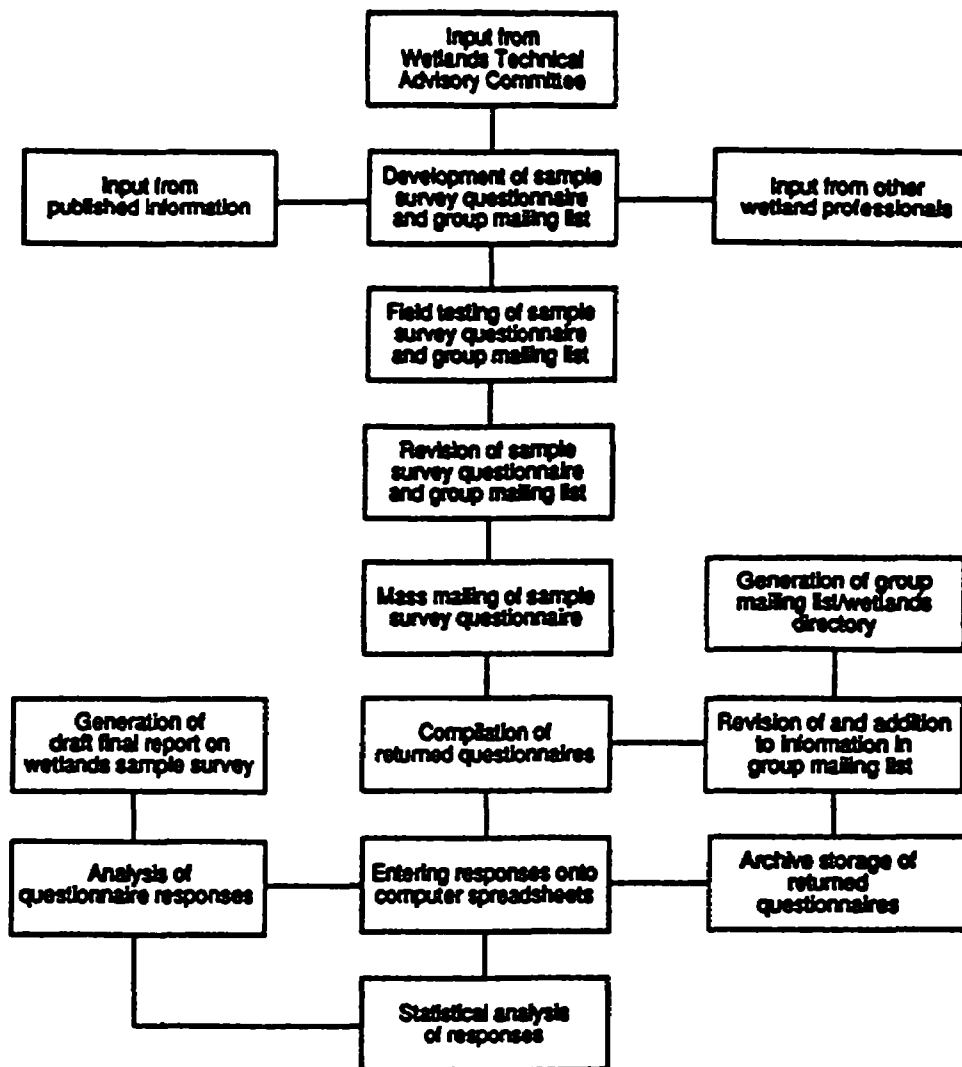 Input from
Wetlands Technical
Advisory Committee
Input from
published information
Development of sample
survey questionnaire
and group mailing list
Input from other
wetland professionals
Field testing of sample
survey questionnaire
and group mailing list
Revision of sample
survey questionnaire
and group mailing list
Mass mailing of sample
survey questionnaire
Generation of group
mailing list/wetlands
directory
Generation of
draft final report on
wetlands sample survey
Compilation of
returned questionnaires
Revision of and addition
to information in
group mailing list
Analysis of
questionnaire responses
Entering responses onto
computer spreadsheets
Archive storage of
returned
questionnaires
Statistical analysis
of responses